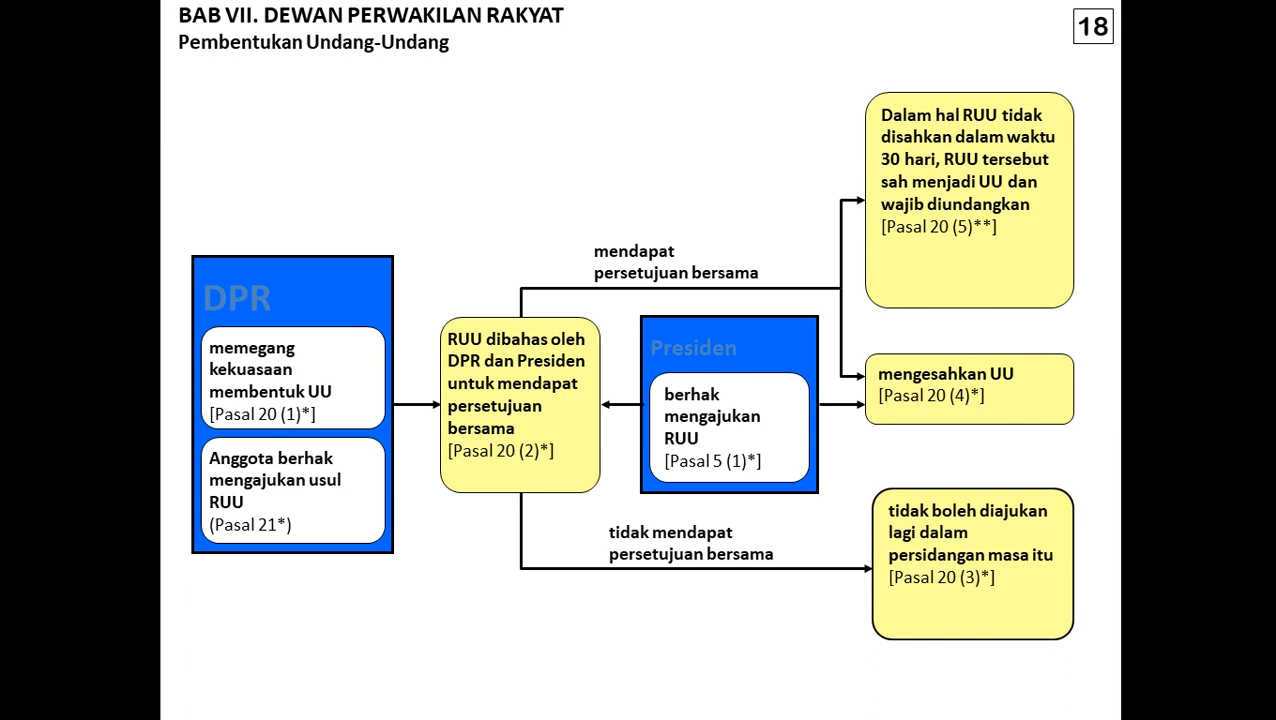 BAB VII. DEWAN PERWAKILAN RAKYAT
Pembentukan Undang-Undang
18
Dalam hal RUU tidak
disahkan dalam waktu
30 hari, RUU tersebut
sah menjadi UU dan
wajib diundangkan
[Pasal 20 (5)**]
mendapat
persetujuan bersama
DPR
memegang
kekuasaan
membentuk UU
[Pasal 20 (1)*]
Anggota berhak
mengajukan usul
RUU
(Pasal 21*)
RUU dibahas oleh
DPR dan Presiden
untuk mendapat
persetujuan
bersama
[Pasal 20 (2)*]
Presiden
berhak
mengajukan
RUU
[Pasal 5 (1)*]
mengesahkan UU
[Pasal 20 (4)*]
tidak mendapat
persetujuan bersama
tidak boleh diajukan
lagi dalam
persidangan masa itu
[Pasal 20 (3)*]